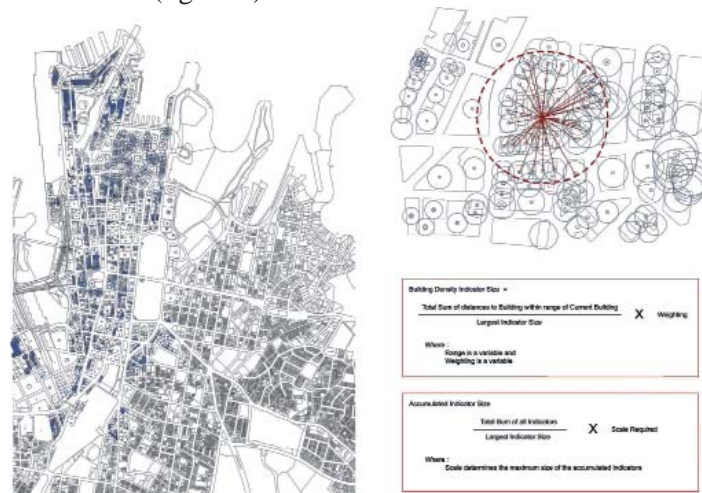 Building Density Indicator Size =
Total Sum of distances to Building within range of Current Building
X Weighting
Largest Indicator Size
Where :
Range is a variable and
Weighting is a variable
Accumulated Indicator Size
Total Sum of all Indicators
X Scale Required
Largest Indicator Size
Where :
Scale determines the maximum size of the accumulated Indicators